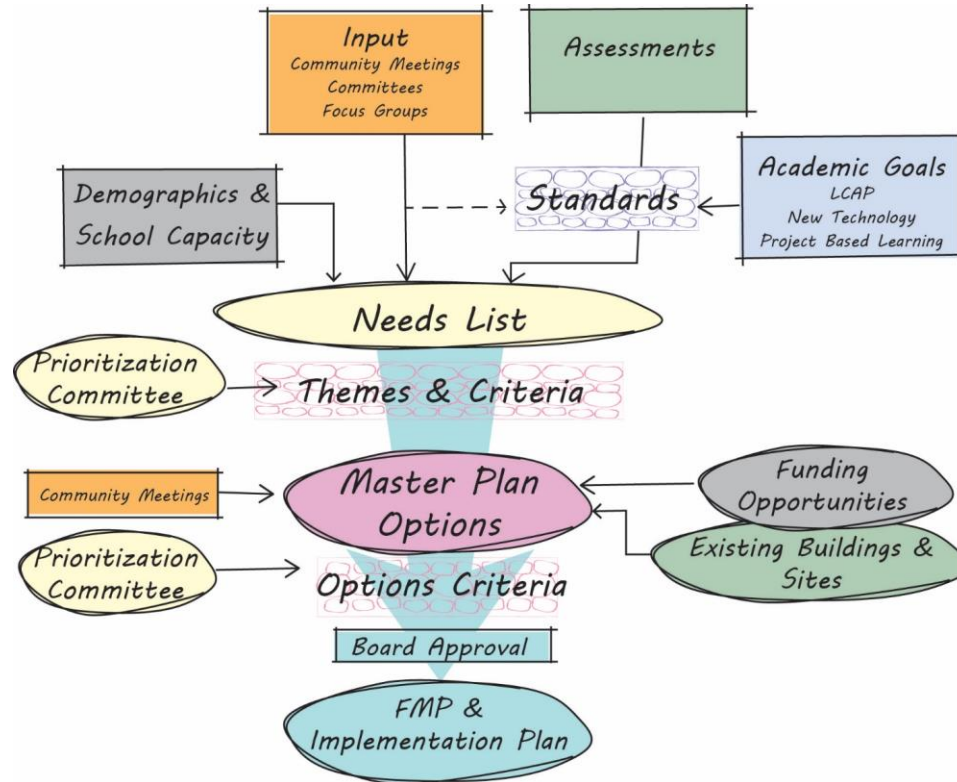 Input
Community Meetings
Committees
Focus Groups
Assessments
Demographics &
School Capacity
Standards
Academic Goals
LCAP
New Technology
Project Based Learning
Needs List
Prioritization
Committee
Themes & Criteria
Community Meetings
Master Plan
Options
Funding
Opportunities
Existing Buildings &
Sites
Prioritization
Committee
Options Criteria
Board Approval
FMP &
Implementation Plan